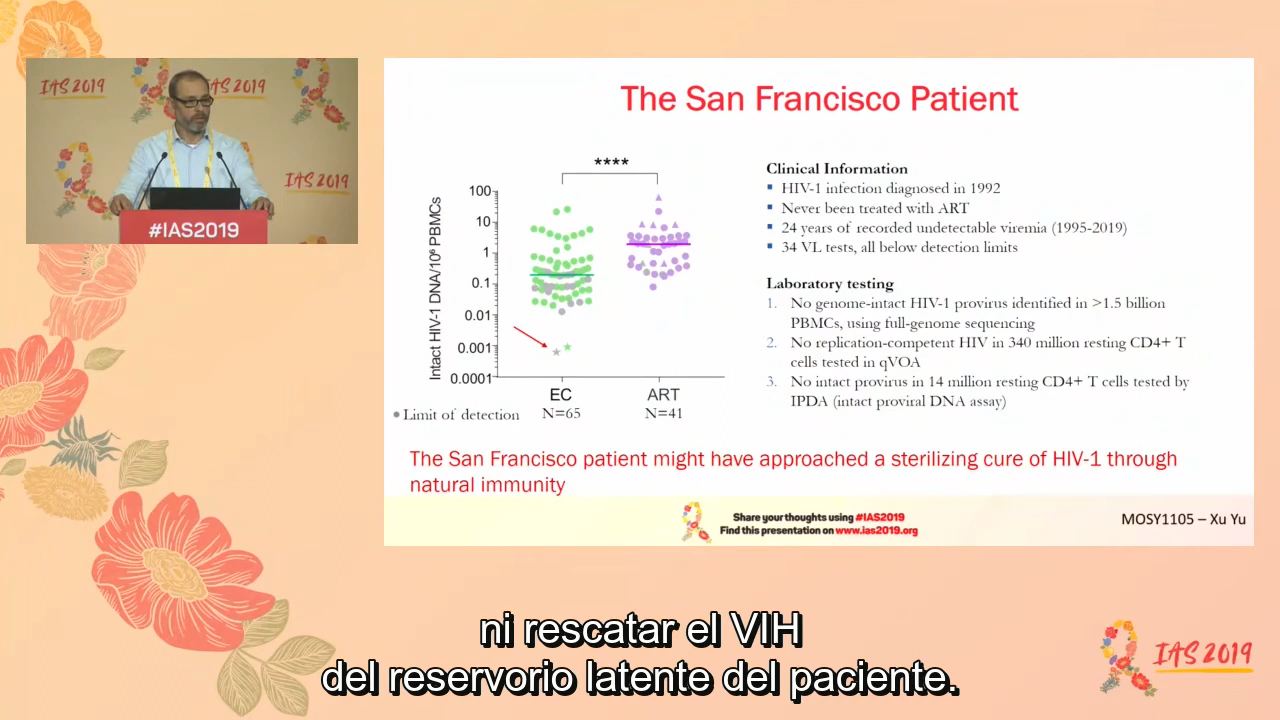 IAS 2019
AS 2019
IAS 2019
#IAS2019
The San Francisco Patient
****
Intact HIV-1 DNA/10⁶ PBMCs
100
10
1
0.1
0.01
0.001
0.0001
EC
ART
Limit of detection
N=65
N=41
Clinical Information
▪ HIV-1 infection diagnosed in 1992
▪ Never been treated with ART
▪ 24 years of recorded undetectable viremia (1995-2019)
▪ 34 VL tests, all below detection limits
Laboratory testing
1. No genome-intact HIV-1 provirus identified in >1.5 billion
PBMCs, using full-genome sequencing
2. No replication-competent HIV in 340 million resting CD4+ T
cells tested in qVOA
3. No intact provirus in 14 million resting CD4+ T cells tested by
IPDA (intact proviral DNA assay)
The San Francisco patient might have approached a sterilizing cure of HIV-1 through
natural immunity
Share your thoughts using #IAS2019
Find this presentation on www.ias2019.org
MOSY1105 – Xu Yu
ni rescatar el VIH
del reservorio latente del paciente.
IAS 2019